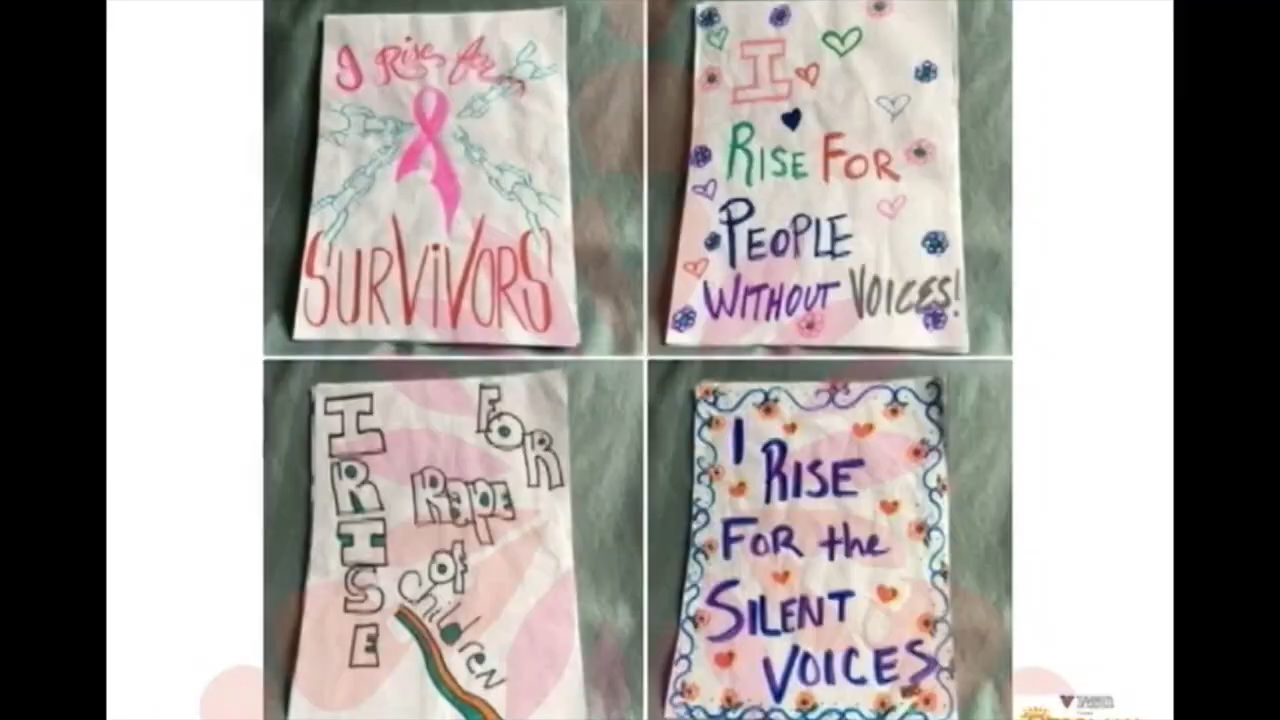 I Rise for
SURViVORS
I
RISE FOR
PEOPLE
WITHOUT VOICES!
I RISE
FOR
Rape
of
children
I
RISE
FOR the
SILENT
VOICES